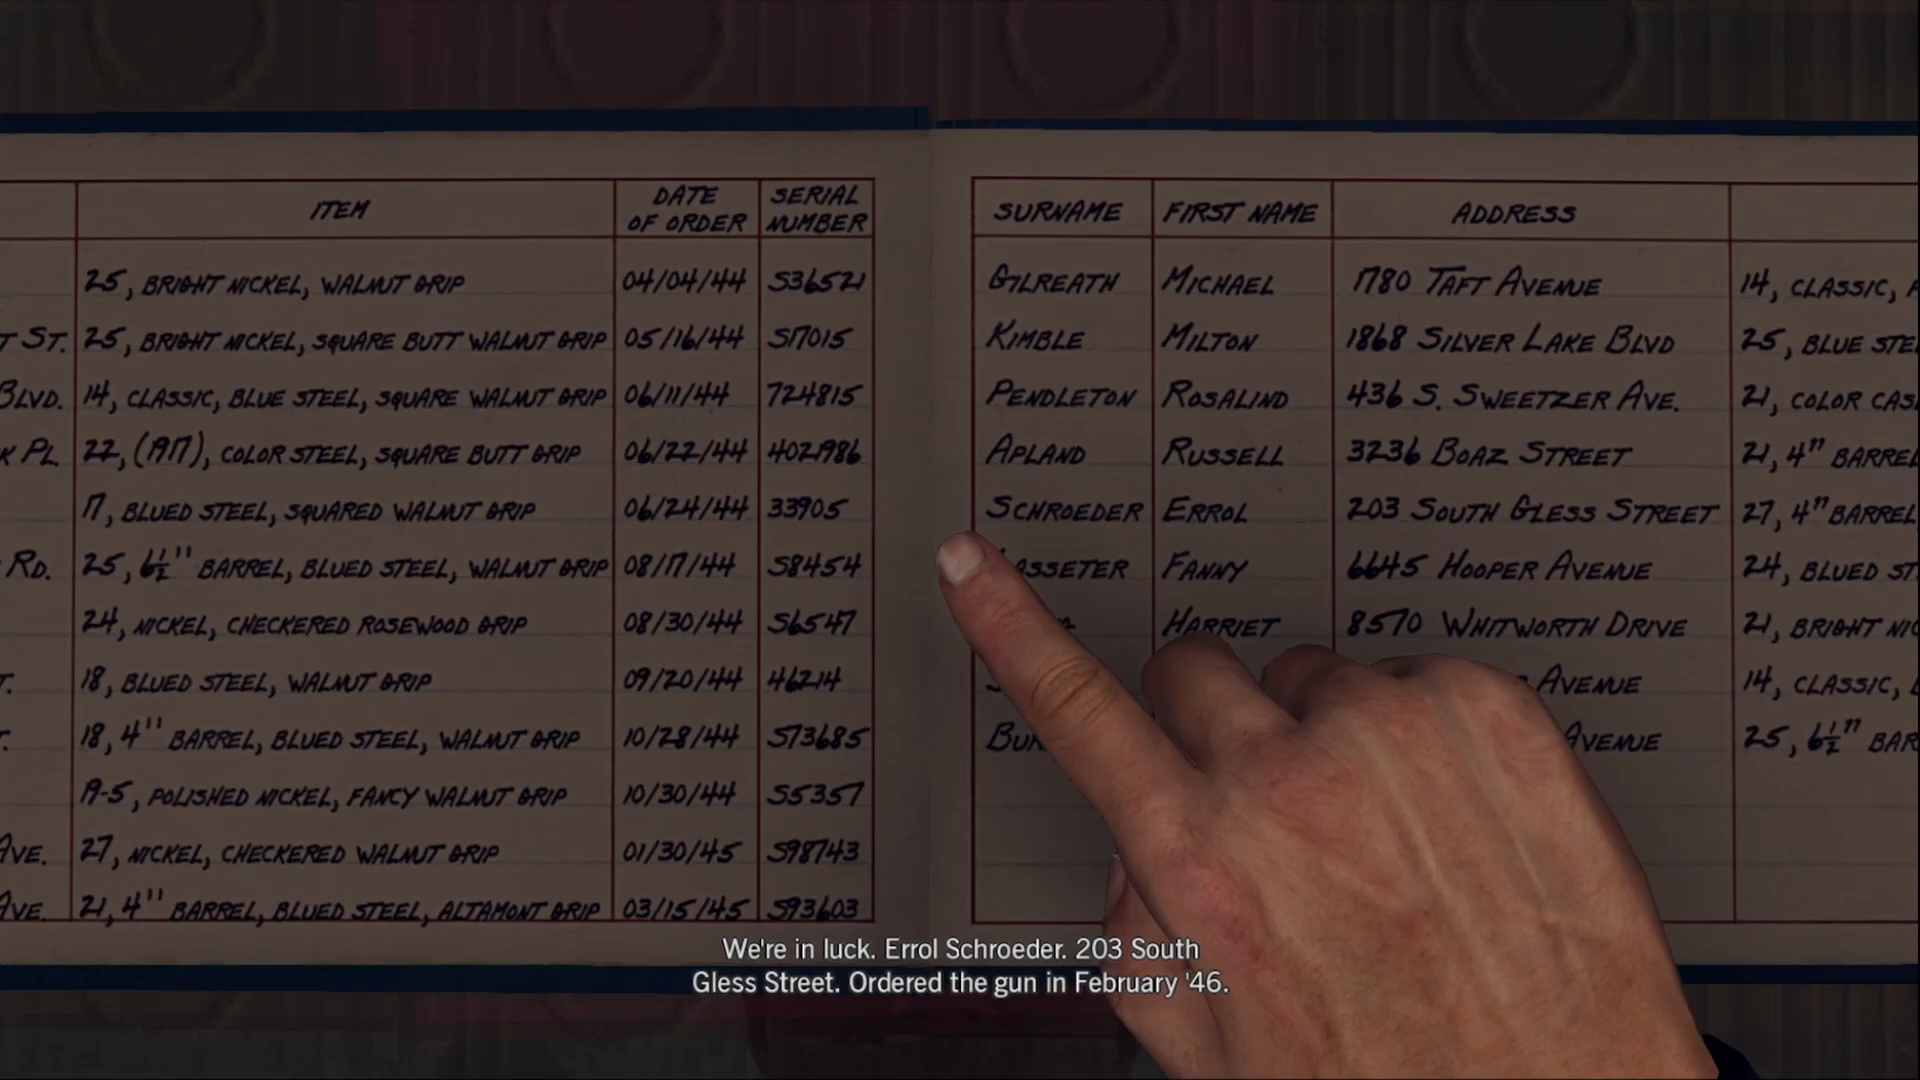 ITEM DATE OF ORDER SERIAL NUMBER
25, BRIGHT NICKEL, WALNUT GRIP 04/04/44 S36521
ST. 25, BRIGHT NICKEL, SQUARE BUTT WALNUT GRIP 05/16/44 S17015
BLVD. 14, CLASSIC, BLUE STEEL, SQUARE WALNUT GRIP 06/11/44 724815
PL. 22, (1917), COLOR STEEL, SQUARE BUTT GRIP 06/22/44 402986
17, BLUED STEEL, SQUARED WALNUT GRIP 06/24/44 33905
RD. 25, 6½" BARREL, BLUED STEEL, WALNUT GRIP 08/17/44 S8454
24, NICKEL, CHECKERED ROSEWOOD GRIP 08/30/44 S6547
18, BLUED STEEL, WALNUT GRIP 09/20/44 46214
18, 4" BARREL, BLUED STEEL, WALNUT GRIP 10/28/44 S73685
19-5, POLISHED NICKEL, FANCY WALNUT GRIP 10/30/44 S5357
AVE. 27, NICKEL, CHECKERED WALNUT GRIP 01/30/45 S98743
AVE. 21, 4" BARREL, BLUED STEEL, ALTAMONT GRIP 03/15/45 S93603
SURNAME FIRST NAME ADDRESS
GILREATH MICHAEL 1780 TAFT AVENUE 14, CLASSIC,
KIMBLE MILTON 1868 SILVER LAKE BLVD 25, BLUE STE
PENDLETON ROSALIND 436 S. SWEETZER AVE. 21, COLOR CAS
APLAND RUSSELL 3236 BOAZ STREET 21, 4" BARREL
SCHROEDER ERROL 203 SOUTH GLESS STREET 27, 4" BARREL
ASSETER FANNY 6645 HOOPER AVENUE 24, BLUED ST
HARRIET 8570 WHITWORTH DRIVE 21, BRIGHT NIC
AVENUE 14, CLASSIC,
BUR AVENUE 25, 6½" BAR
We're in luck. Errol Schroeder. 203 South
Gless Street. Ordered the gun in February '46.